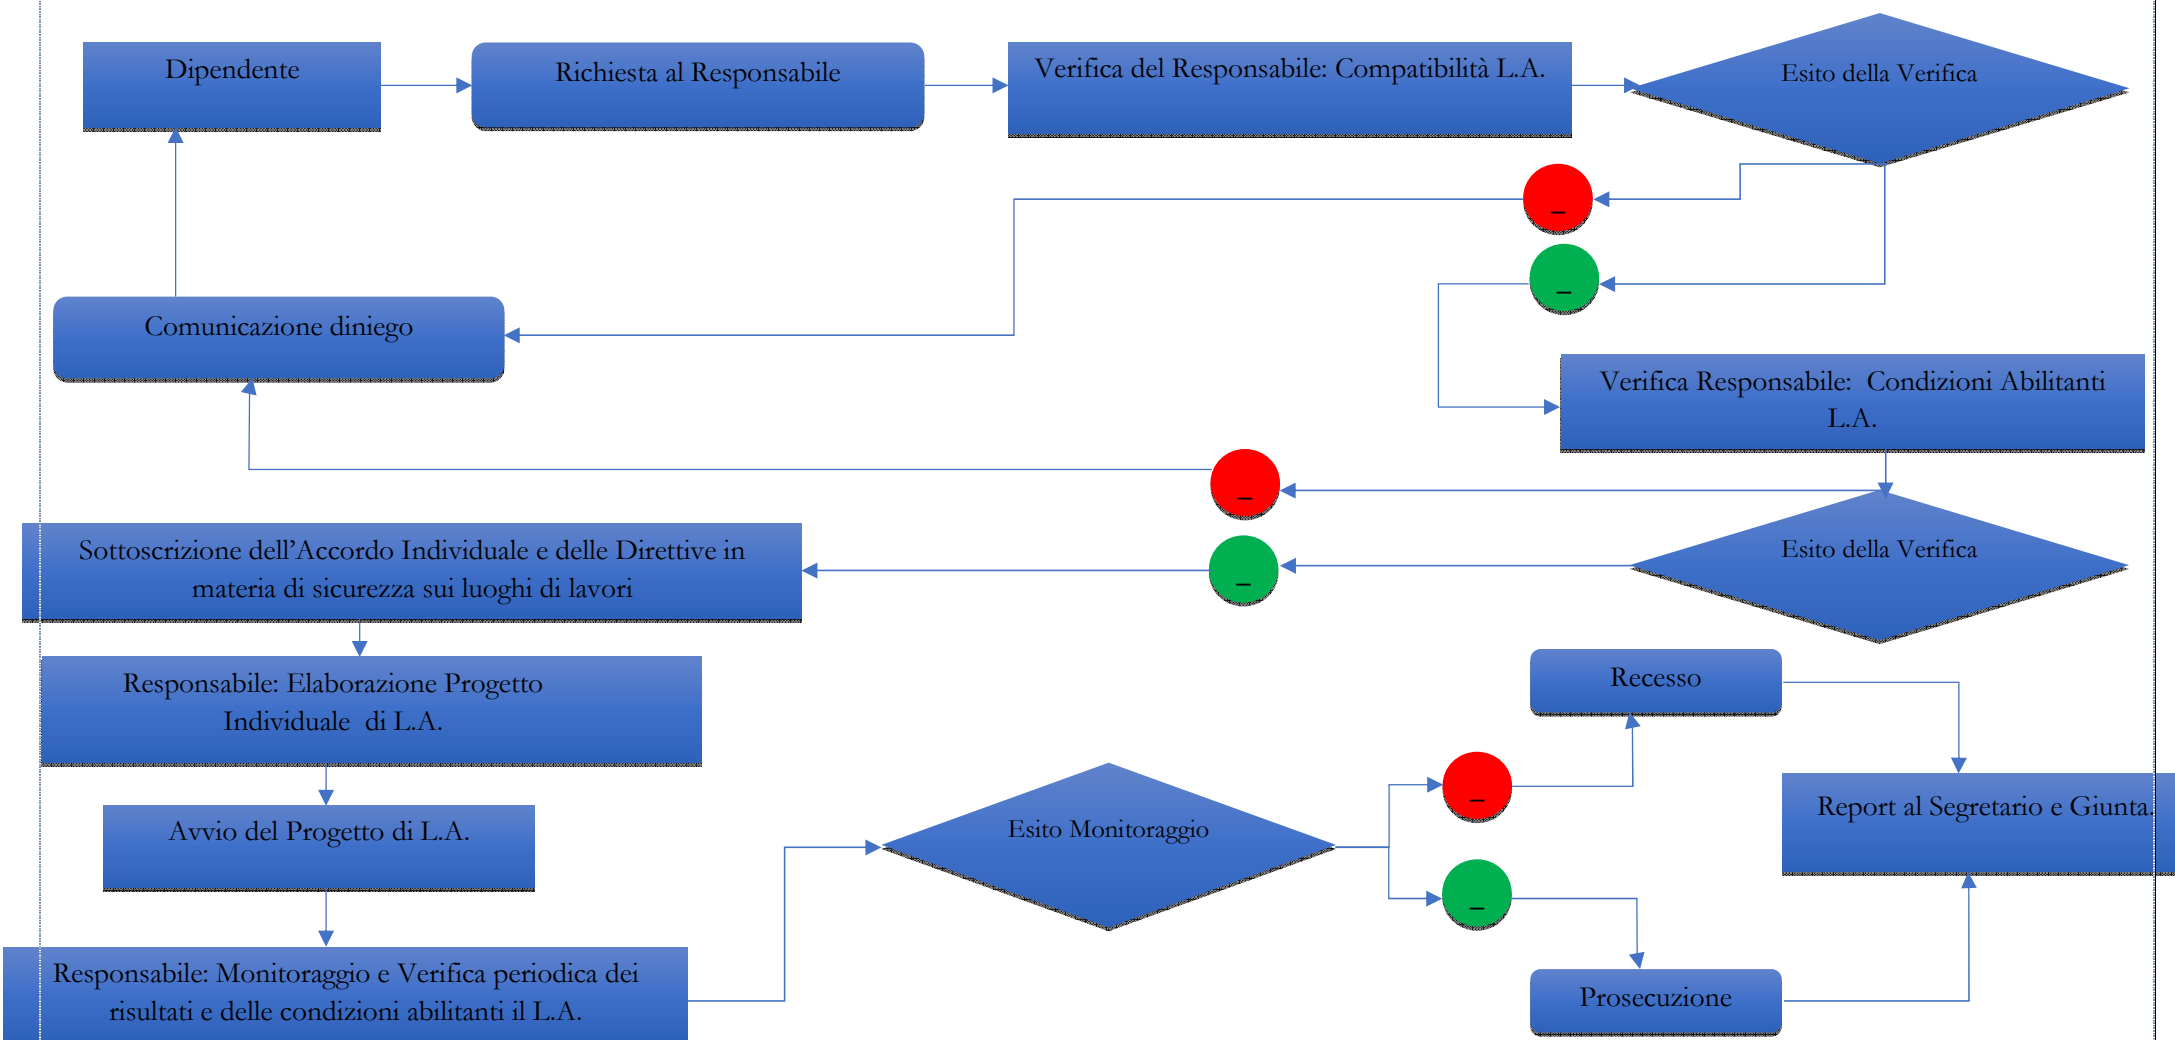 Dipendente
Richiesta al Responsabile
Verifica del Responsabile: Compatibilità L.A.
Esito della Verifica
_
_
Comunicazione diniego
Verifica Responsabile:  Condizioni Abilitanti
L.A.
_
_
Esito della Verifica
Sottoscrizione dell'Accordo Individuale e delle Direttive in
materia di sicurezza sui luoghi di lavori
Responsabile: Elaborazione Progetto
Individuale  di L.A.
Recesso
_
Report al Segretario e Giunta.
Avvio del Progetto di L.A.
Esito Monitoraggio
_
Responsabile: Monitoraggio e Verifica periodica dei
risultati e delle condizioni abilitanti il L.A.
Prosecuzione